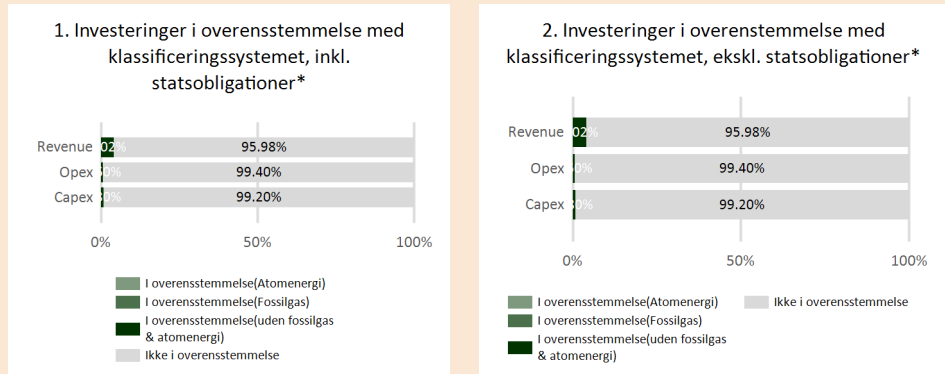 1. Investeringer i overensstemmelse med
klassificeringssystemet, inkl.
statsobligationer*
Revenue
95.98%
Opex
99.40%
Capex
99.20%
0%
50%
100%
I overensstemmelse(Atomenergi)
I overensstemmelse(Fossilgas)
I overensstemmelse(uden fossilgas
& atomenergi)
Ikke i overensstemmelse
2. Investeringer i overenstemmelse med
klassificeringssystemet, ekskl. statsobligationer*
Revenue
95.98%
Opex
99.40%
Capex
99.20%
0%
50%
100%
I overensstemmelse(Atomenergi)
Ikke i overensstemmelse
I overensstemmelse(Fossilgas)
I overensstemmelse(uden fossilgas
& atomenergi)